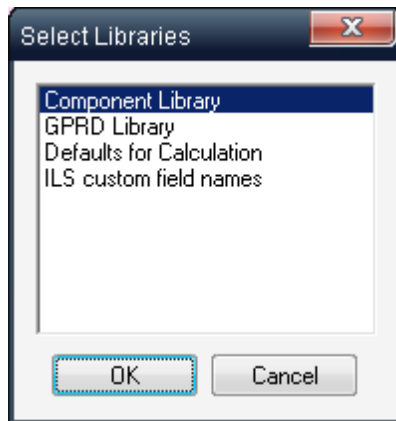 Select Libraries
Component Library
GPRD Library
Defaults for Calculation
ILS custom field names
OK
Cancel